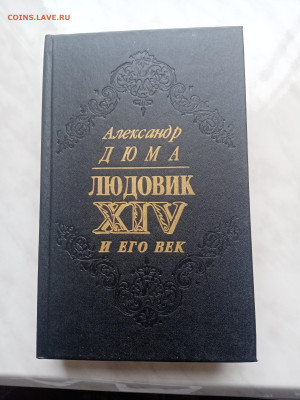 COINS.LAVE.RU
Александр
ДЮМА
ЛЮДОВИК
XIV
И ЕГО ВЕК